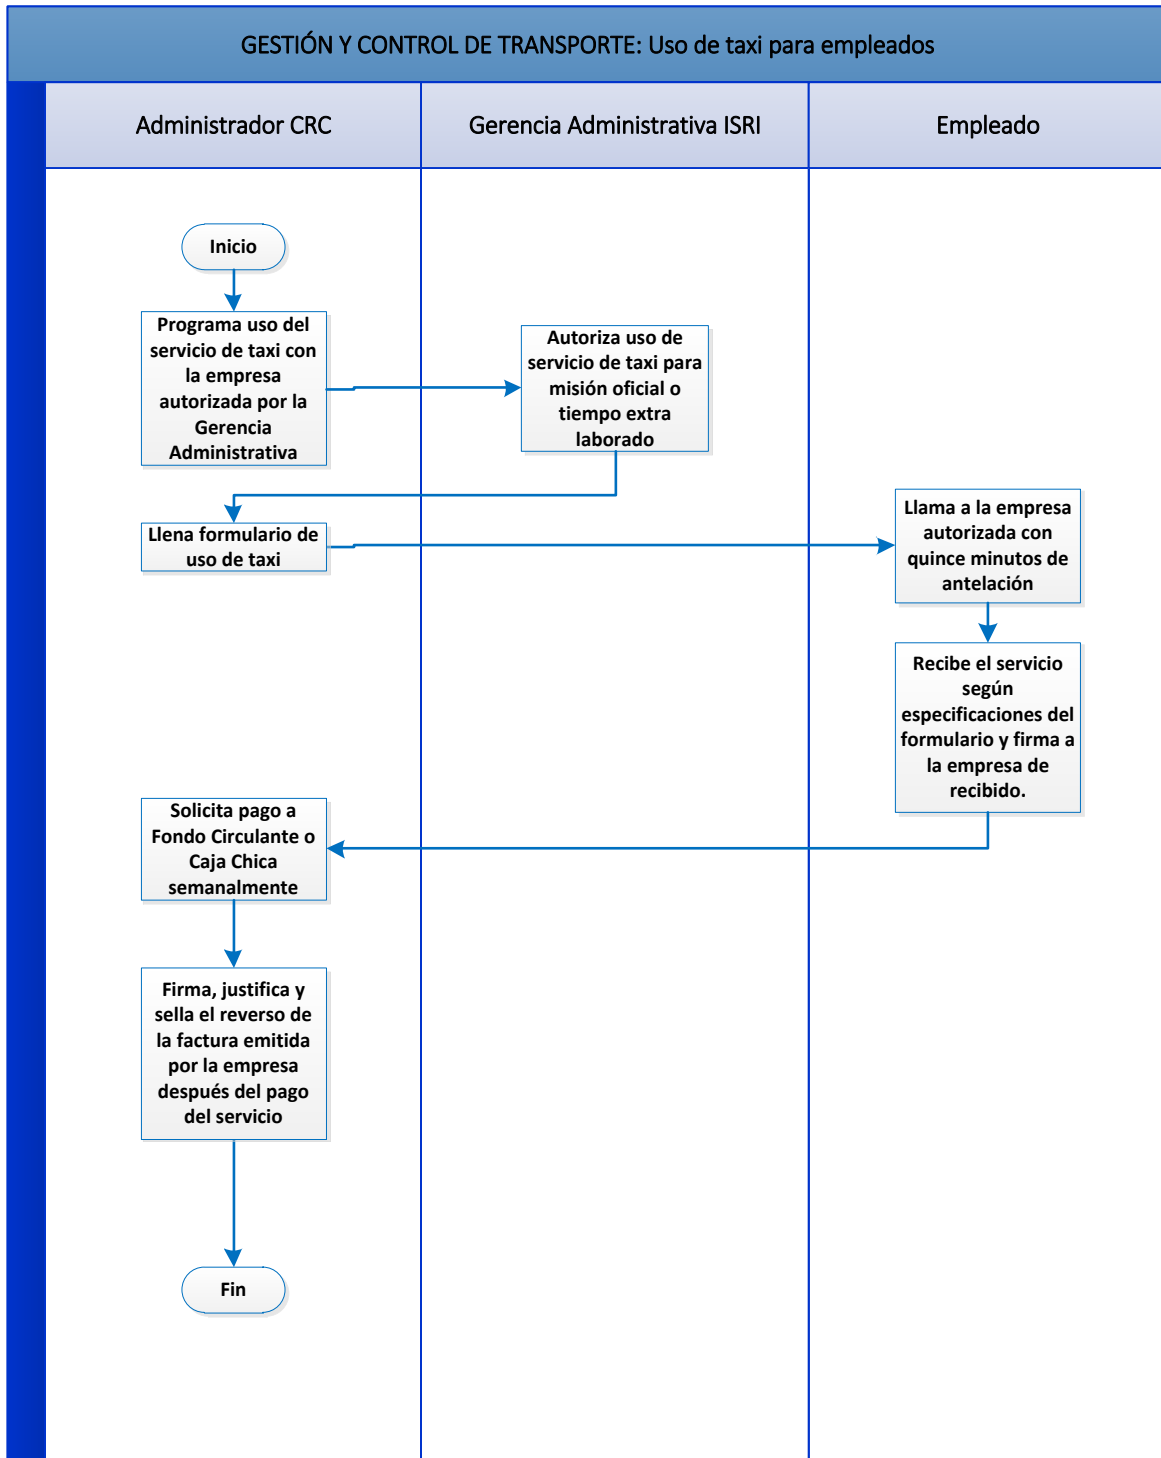 GESTIÓN Y CONTROL DE TRANSPORTE: Uso de taxi para empleados
Administrador CRC
Gerencia Administrativa ISRI
Empleado
Inicio
Programa uso del
servicio de taxi con
la empresa
autorizada por la
Gerencia
Administrativa
Autoriza uso de
servicio de taxi para
misión oficial o
tiempo extra
laborado
Llena formulario de
uso de taxi
Llama a la empresa
autorizada con
quince minutos de
antelación
Recibe el servicio
según
especificaciones del
formulario y firma a
la empresa de
recibido.
Solicita pago a
Fondo Circulante o
Caja Chica
semanalmente
Firma, justifica y
sella el reverso de
la factura emitida
por la empresa
después del pago
del servicio
Fin